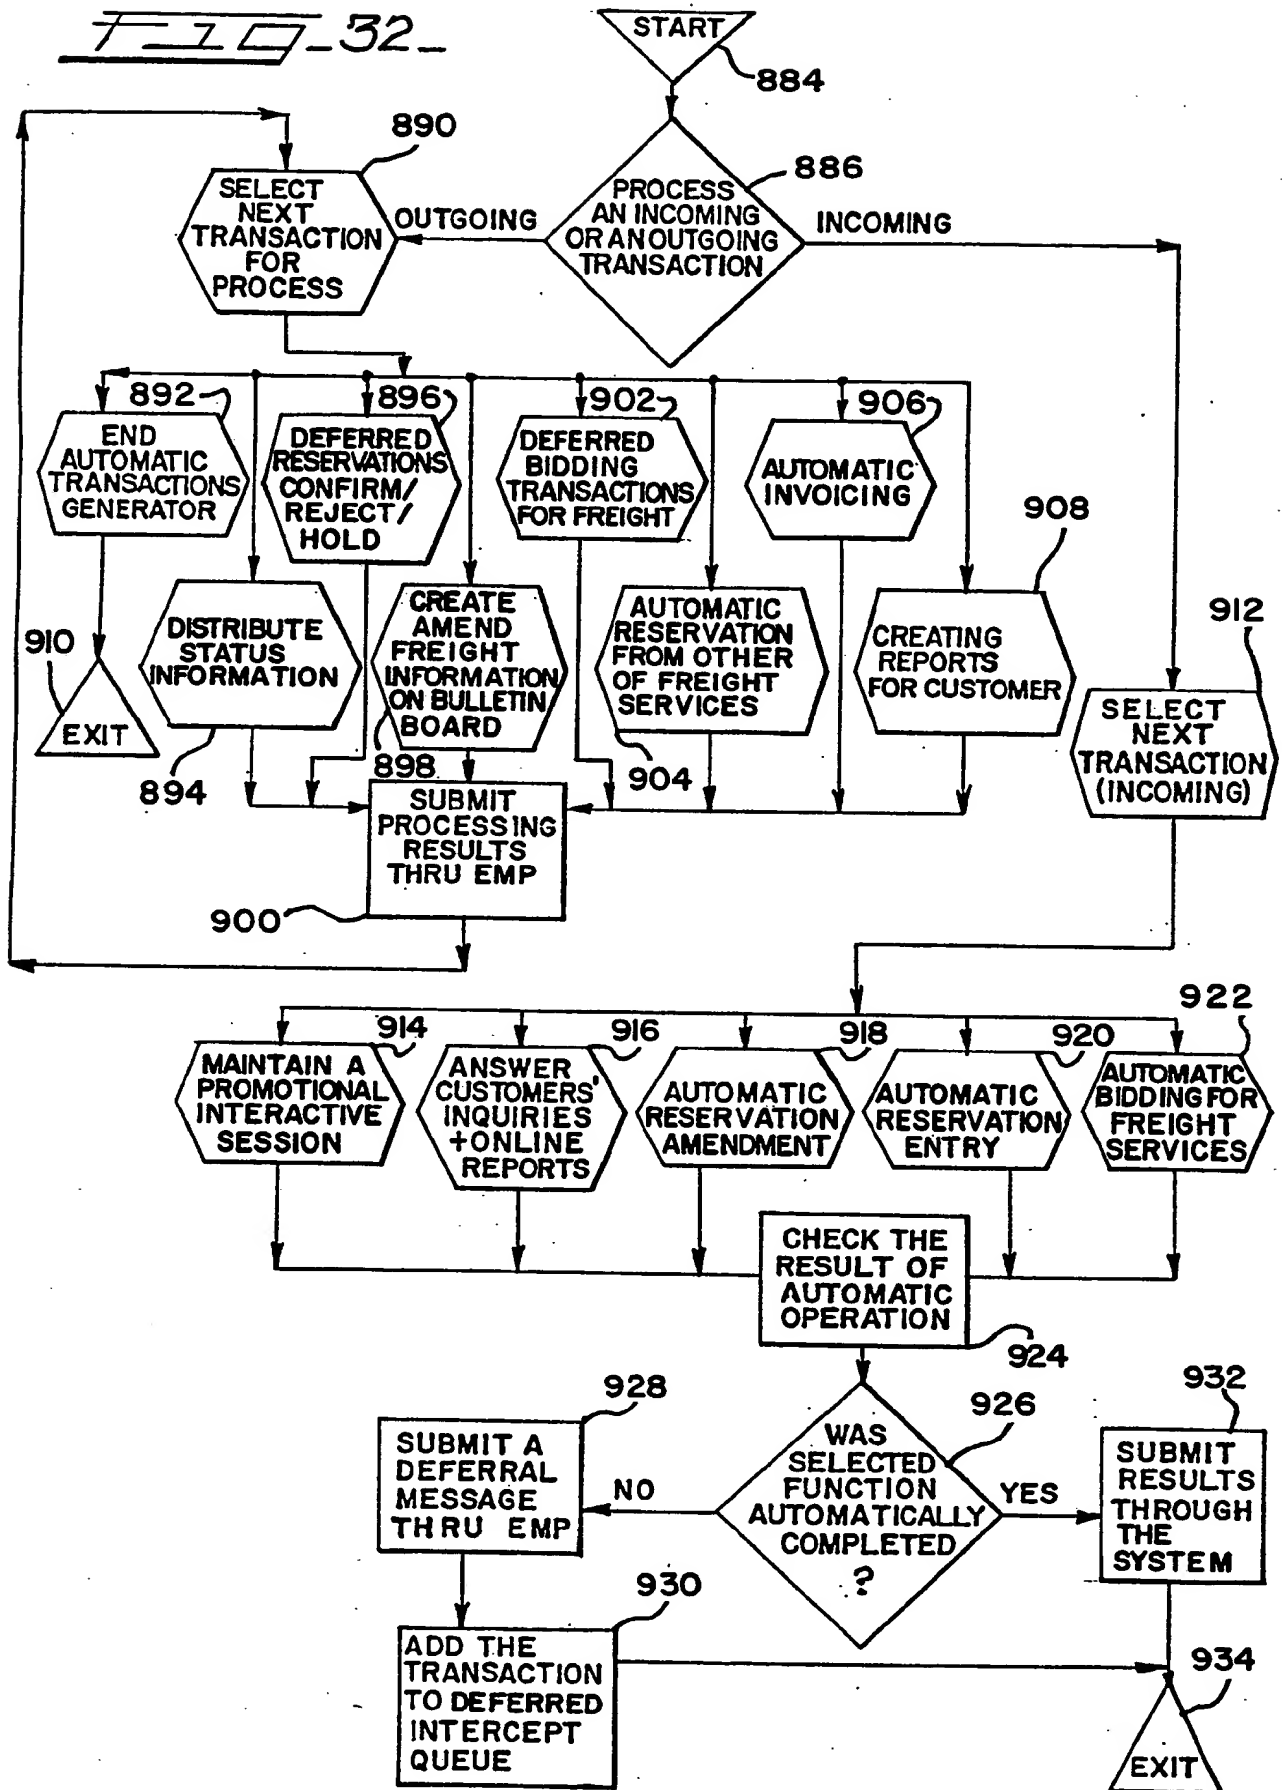 FIG_32_
START
884
886
PROCESS
AN INCOMING
OR AN OUTGOING
TRANSACTION
OUTGOING
INCOMING
890
SELECT
NEXT
TRANSACTION
FOR
PROCESS
892
END
AUTOMATIC
TRANSACTIONS
GENERATOR
896
DEFERRED
RESERVATIONS
CONFIRM/
REJECT/
HOLD
902
DEFERRED
BIDDING
TRANSACTIONS
FOR FREIGHT
906
AUTOMATIC
INVOICING
908
910
EXIT
DISTRIBUTE
STATUS
INFORMATION
894
CREATE
AMEND
FREIGHT
INFORMATION
ON BULLETIN
BOARD
898
AUTOMATIC
RESERVATION
FROM OTHER
OF FREIGHT
SERVICES
904
CREATING
REPORTS
FOR CUSTOMER
912
SELECT
NEXT
TRANSACTION
(INCOMING)
SUBMIT
PROCESSING
RESULTS
THRU EMP
900
914
MAINTAIN A
PROMOTIONAL
INTERACTIVE
SESSION
916
ANSWER
CUSTOMERS'
INQUIRIES
+ONLINE
REPORTS
918
AUTOMATIC
RESERVATION
AMENDMENT
920
AUTOMATIC
RESERVATION
ENTRY
922
AUTOMATIC
BIDDING FOR
FREIGHT
SERVICES
CHECK THE
RESULT OF
AUTOMATIC
OPERATION
924
926
WAS
SELECTED
FUNCTION
AUTOMATICALLY
COMPLETED
?
NO
YES
928
SUBMIT A
DEFERRAL
MESSAGE
THRU EMP
932
SUBMIT
RESULTS
THROUGH
THE
SYSTEM
930
ADD THE
TRANSACTION
TO DEFERRED
INTERCEPT
QUEUE
934
EXIT